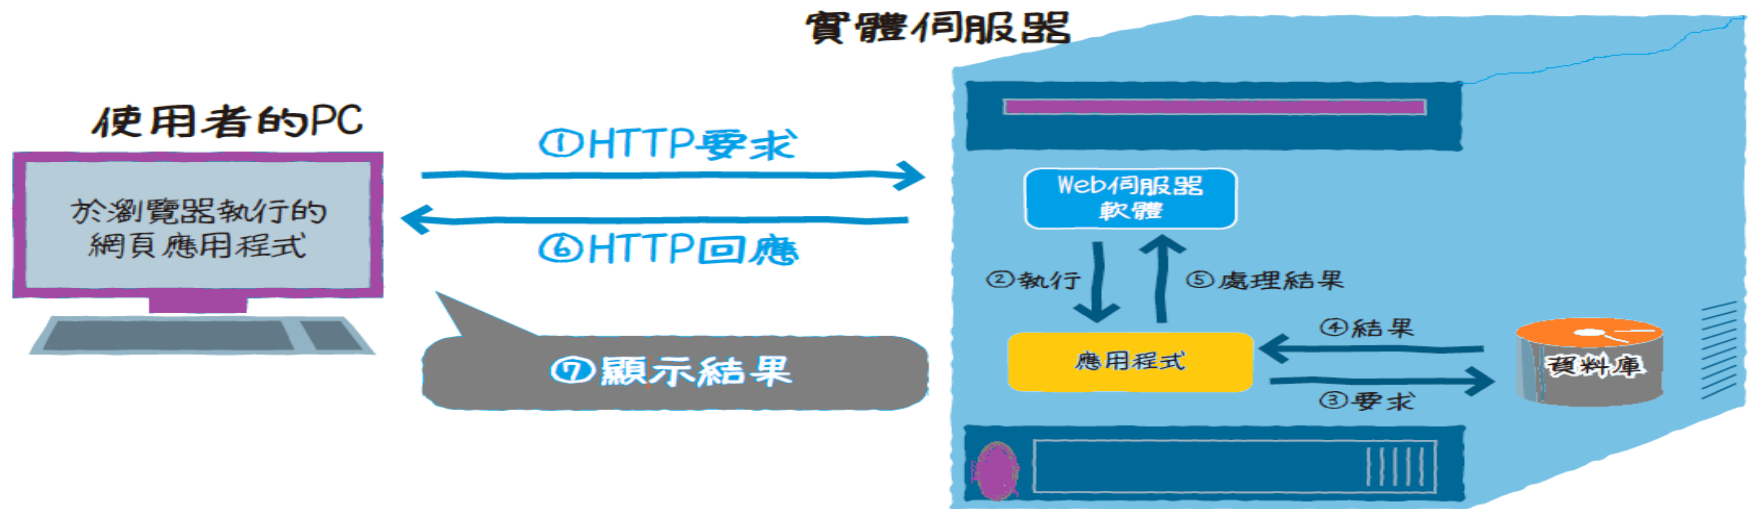 實體伺服器
使用者的PC
①HTTP要求
Web伺服器
軟體
於瀏覽器執行的
網頁應用程式
⑥HTTP回應
②執行
⑤處理結果
④結果
⑦顯示結果
應用程式
資料庫
③要求